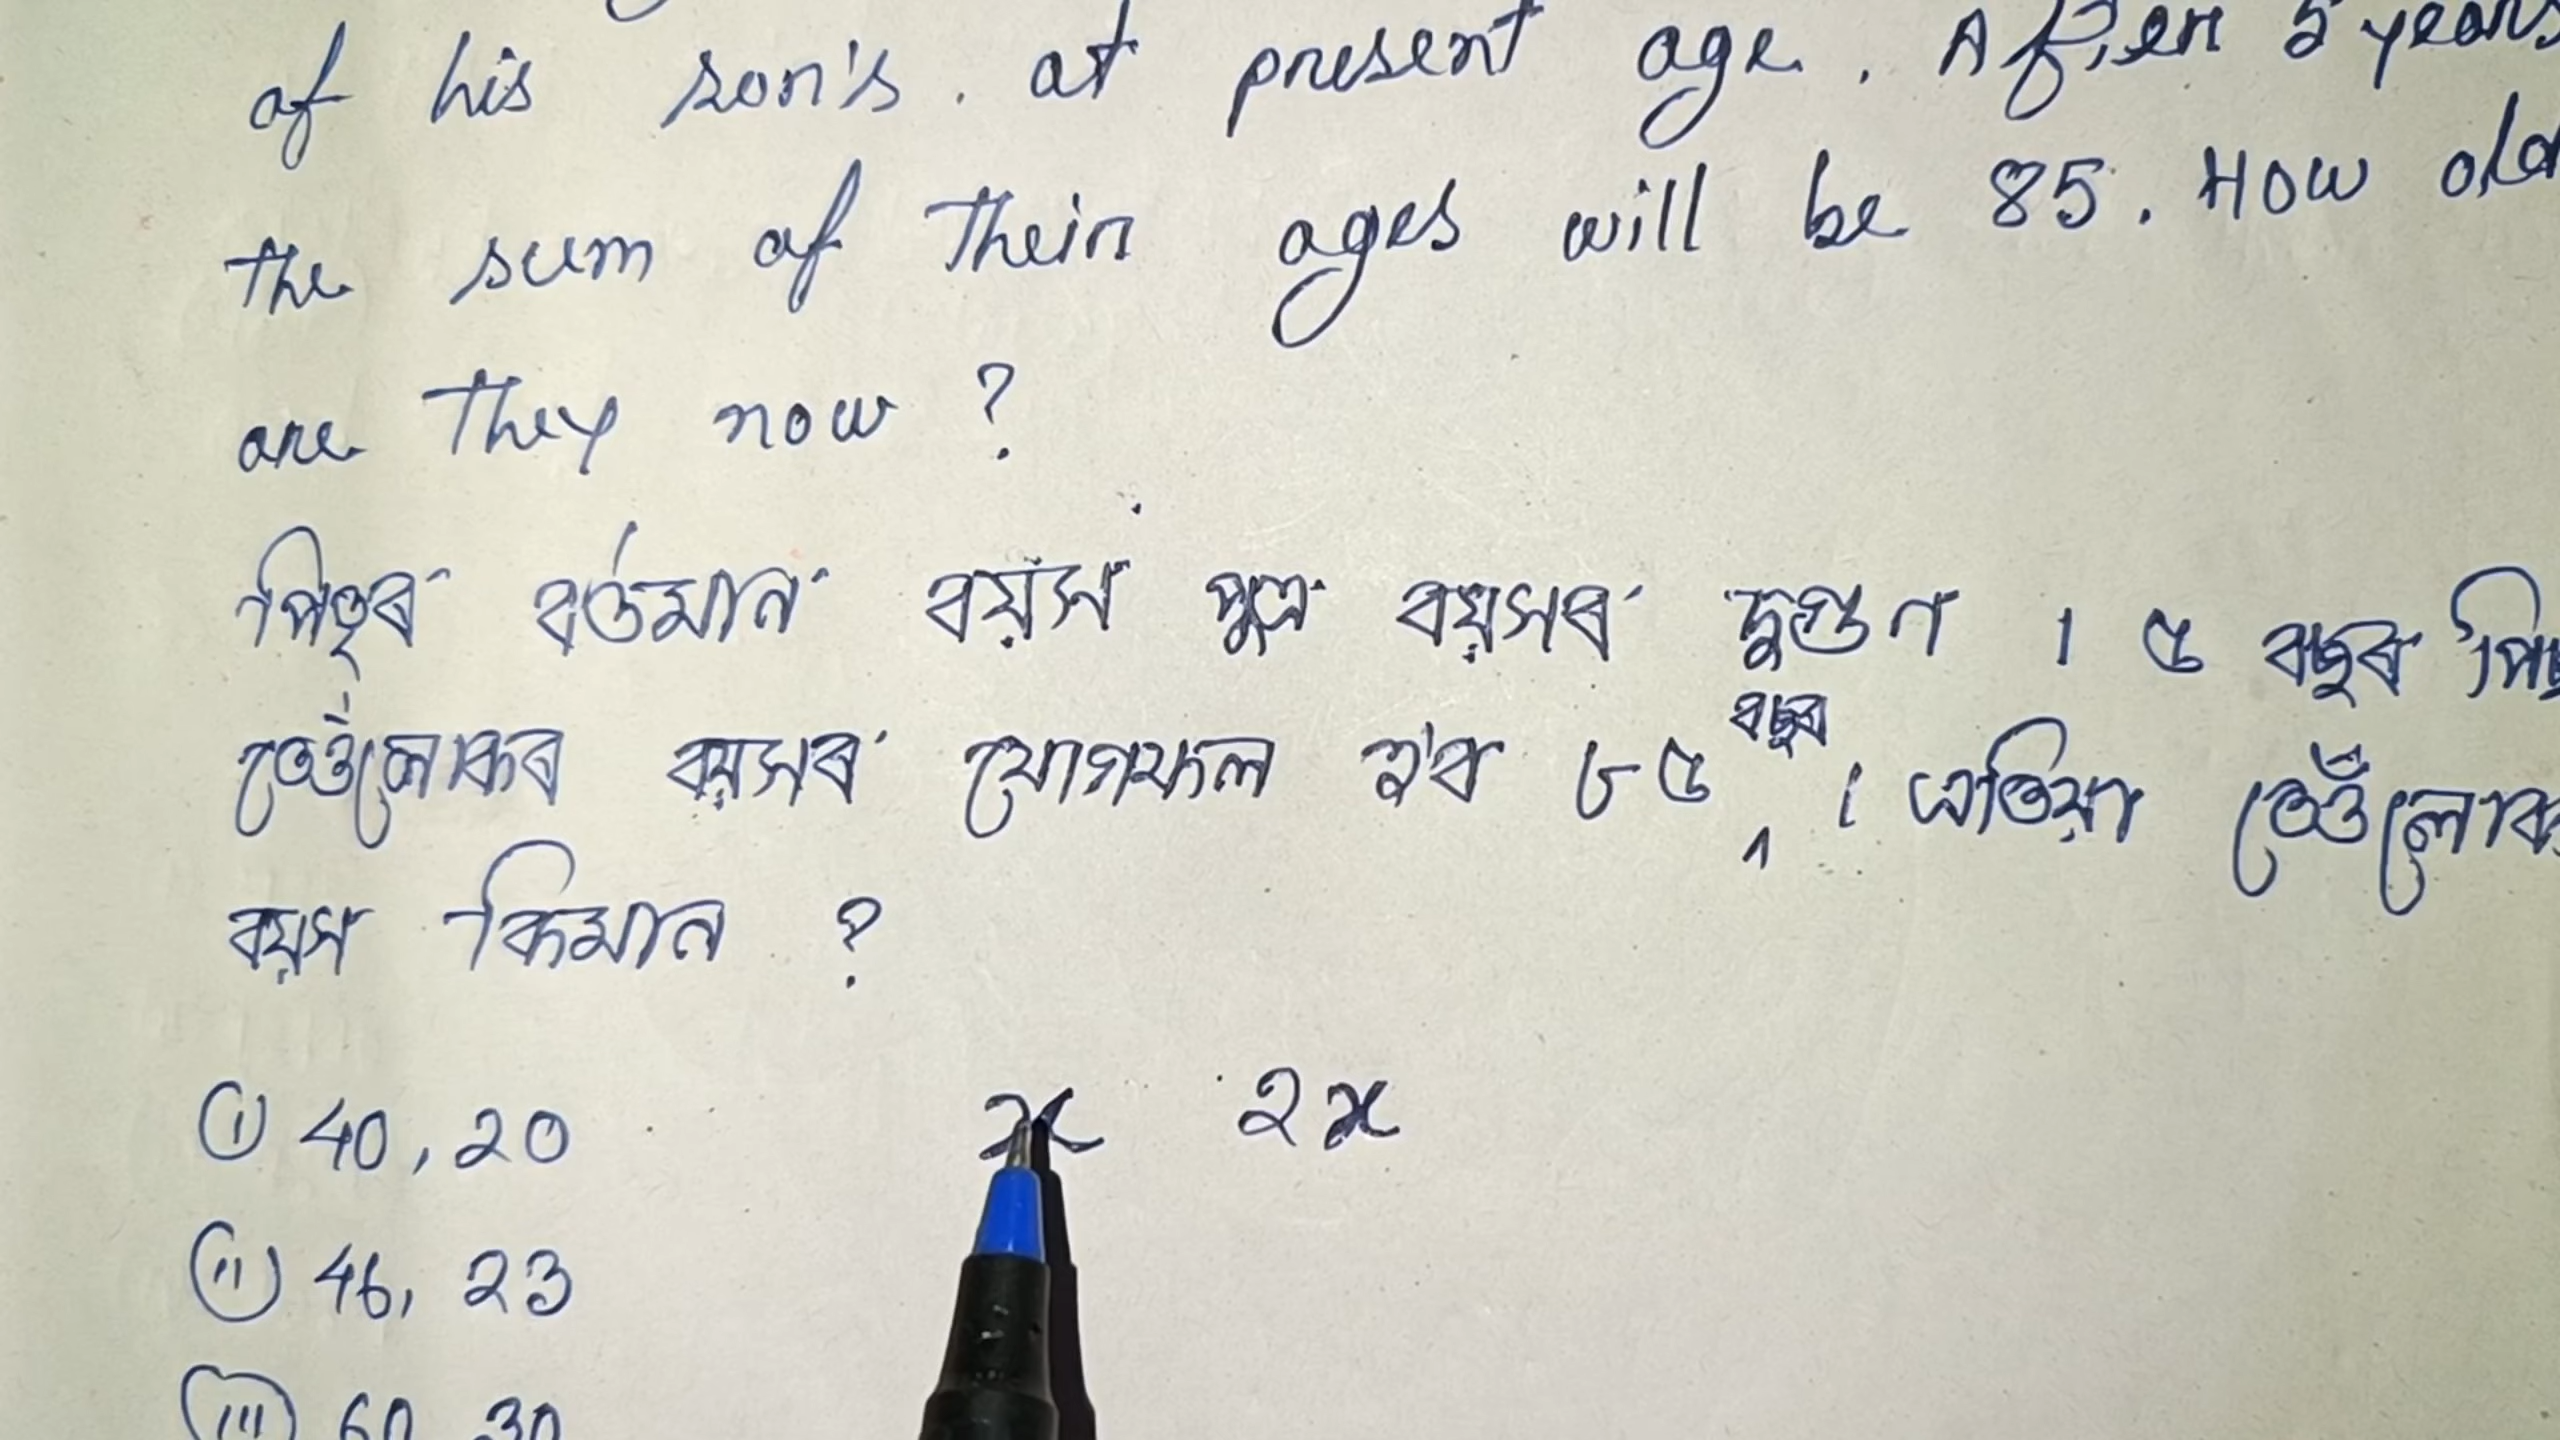 of his son's. at present age. After 5 years
the sum of their ages will be 85. How old
are they now ?
পিতৃৰ বৰ্তমান বয়স পুত্ৰ বয়সৰ দুগুণ । ৫ বছৰ
বছৰ
তেওঁলোকৰ বয়সৰ যোগফল হ'ব ৮৫ । এতিয়া তেওঁলোক
বয়স কিমান ?
(i) 40, 20 x 2x
(ii) 46, 23
(iii) 60 30